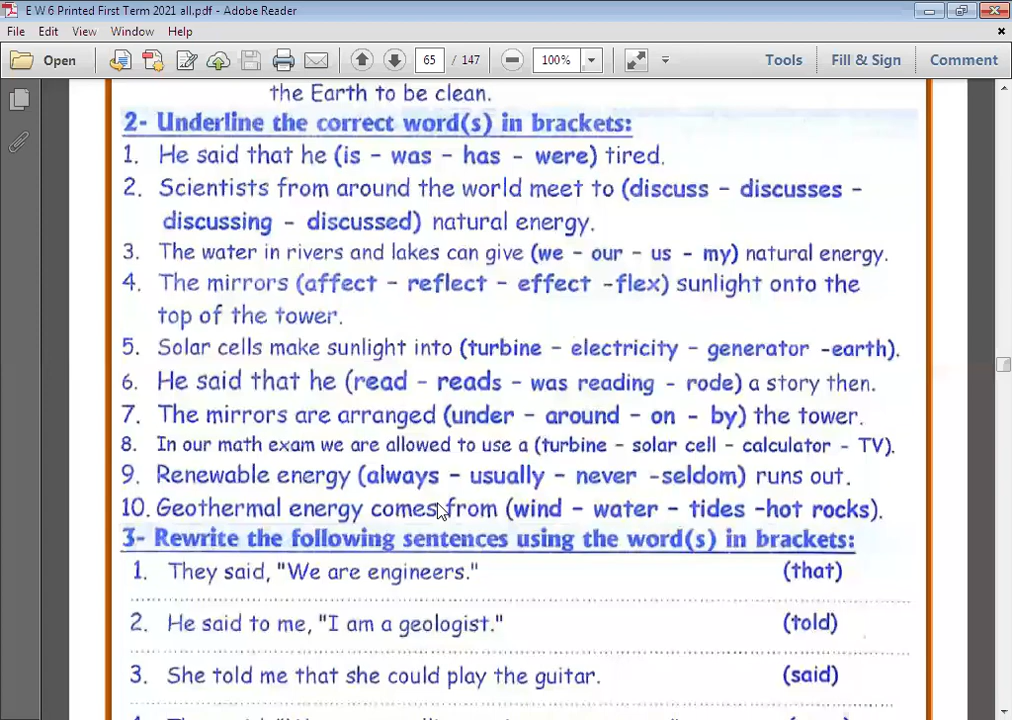 E W 6 Printed First Term 2021 all.pdf - Adobe Reader
File Edit View Window Help
Open 65 / 147 100% Tools Fill & Sign Comment
the Earth to be clean.
2- Underline the correct word(s) in brackets:
1. He said that he (is - was - has - were) tired.
2. Scientists from around the world meet to (discuss - discusses -
discussing - discussed) natural energy.
3. The water in rivers and lakes can give (we - our - us - my) natural energy.
4. The mirrors (affect - reflect - effect -flex) sunlight onto the
top of the tower.
5. Solar cells make sunlight into (turbine - electricity - generator -earth).
6. He said that he (read - reads - was reading - rode) a story then.
7. The mirrors are arranged (under - around - on - by) the tower.
8. In our math exam we are allowed to use a (turbine - solar cell - calculator - TV).
9. Renewable energy (always - usually - never -seldom) runs out.
10. Geothermal energy comes from (wind - water - tides -hot rocks).
3- Rewrite the following sentences using the word(s) in brackets:
1. They said, "We are engineers." (that)
2. He said to me, "I am a geologist." (told)
3. She told me that she could play the guitar. (said)